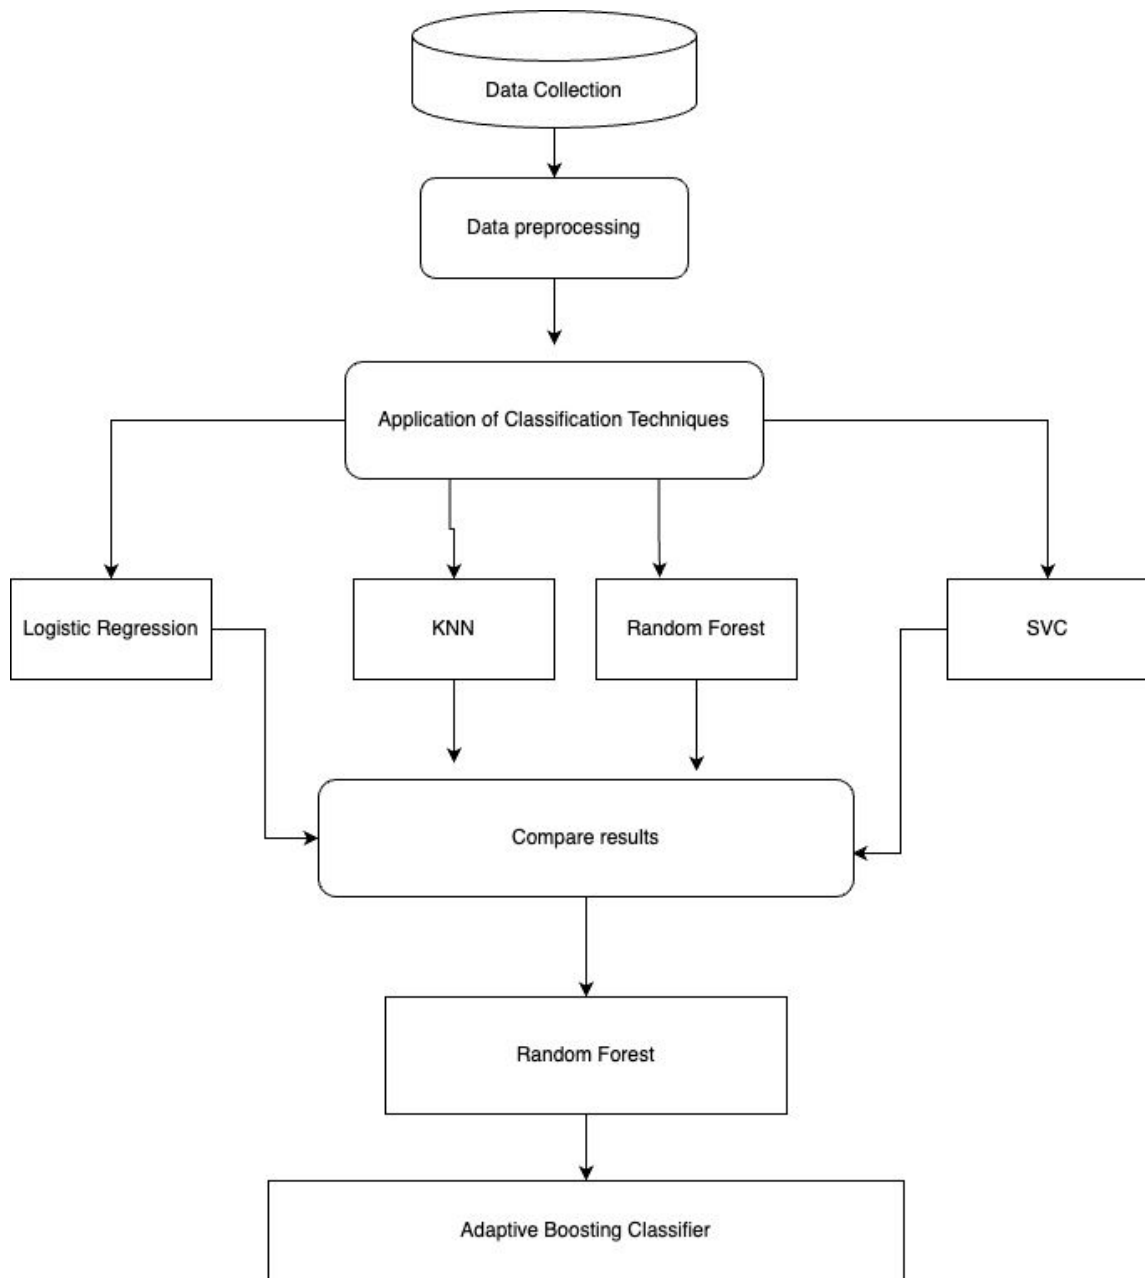 Data Collection
Data preprocessing
Application of Classification Techniques
Logistic Regression
KNN
Random Forest
SVC
Compare results
Random Forest
Adaptive Boosting Classifier